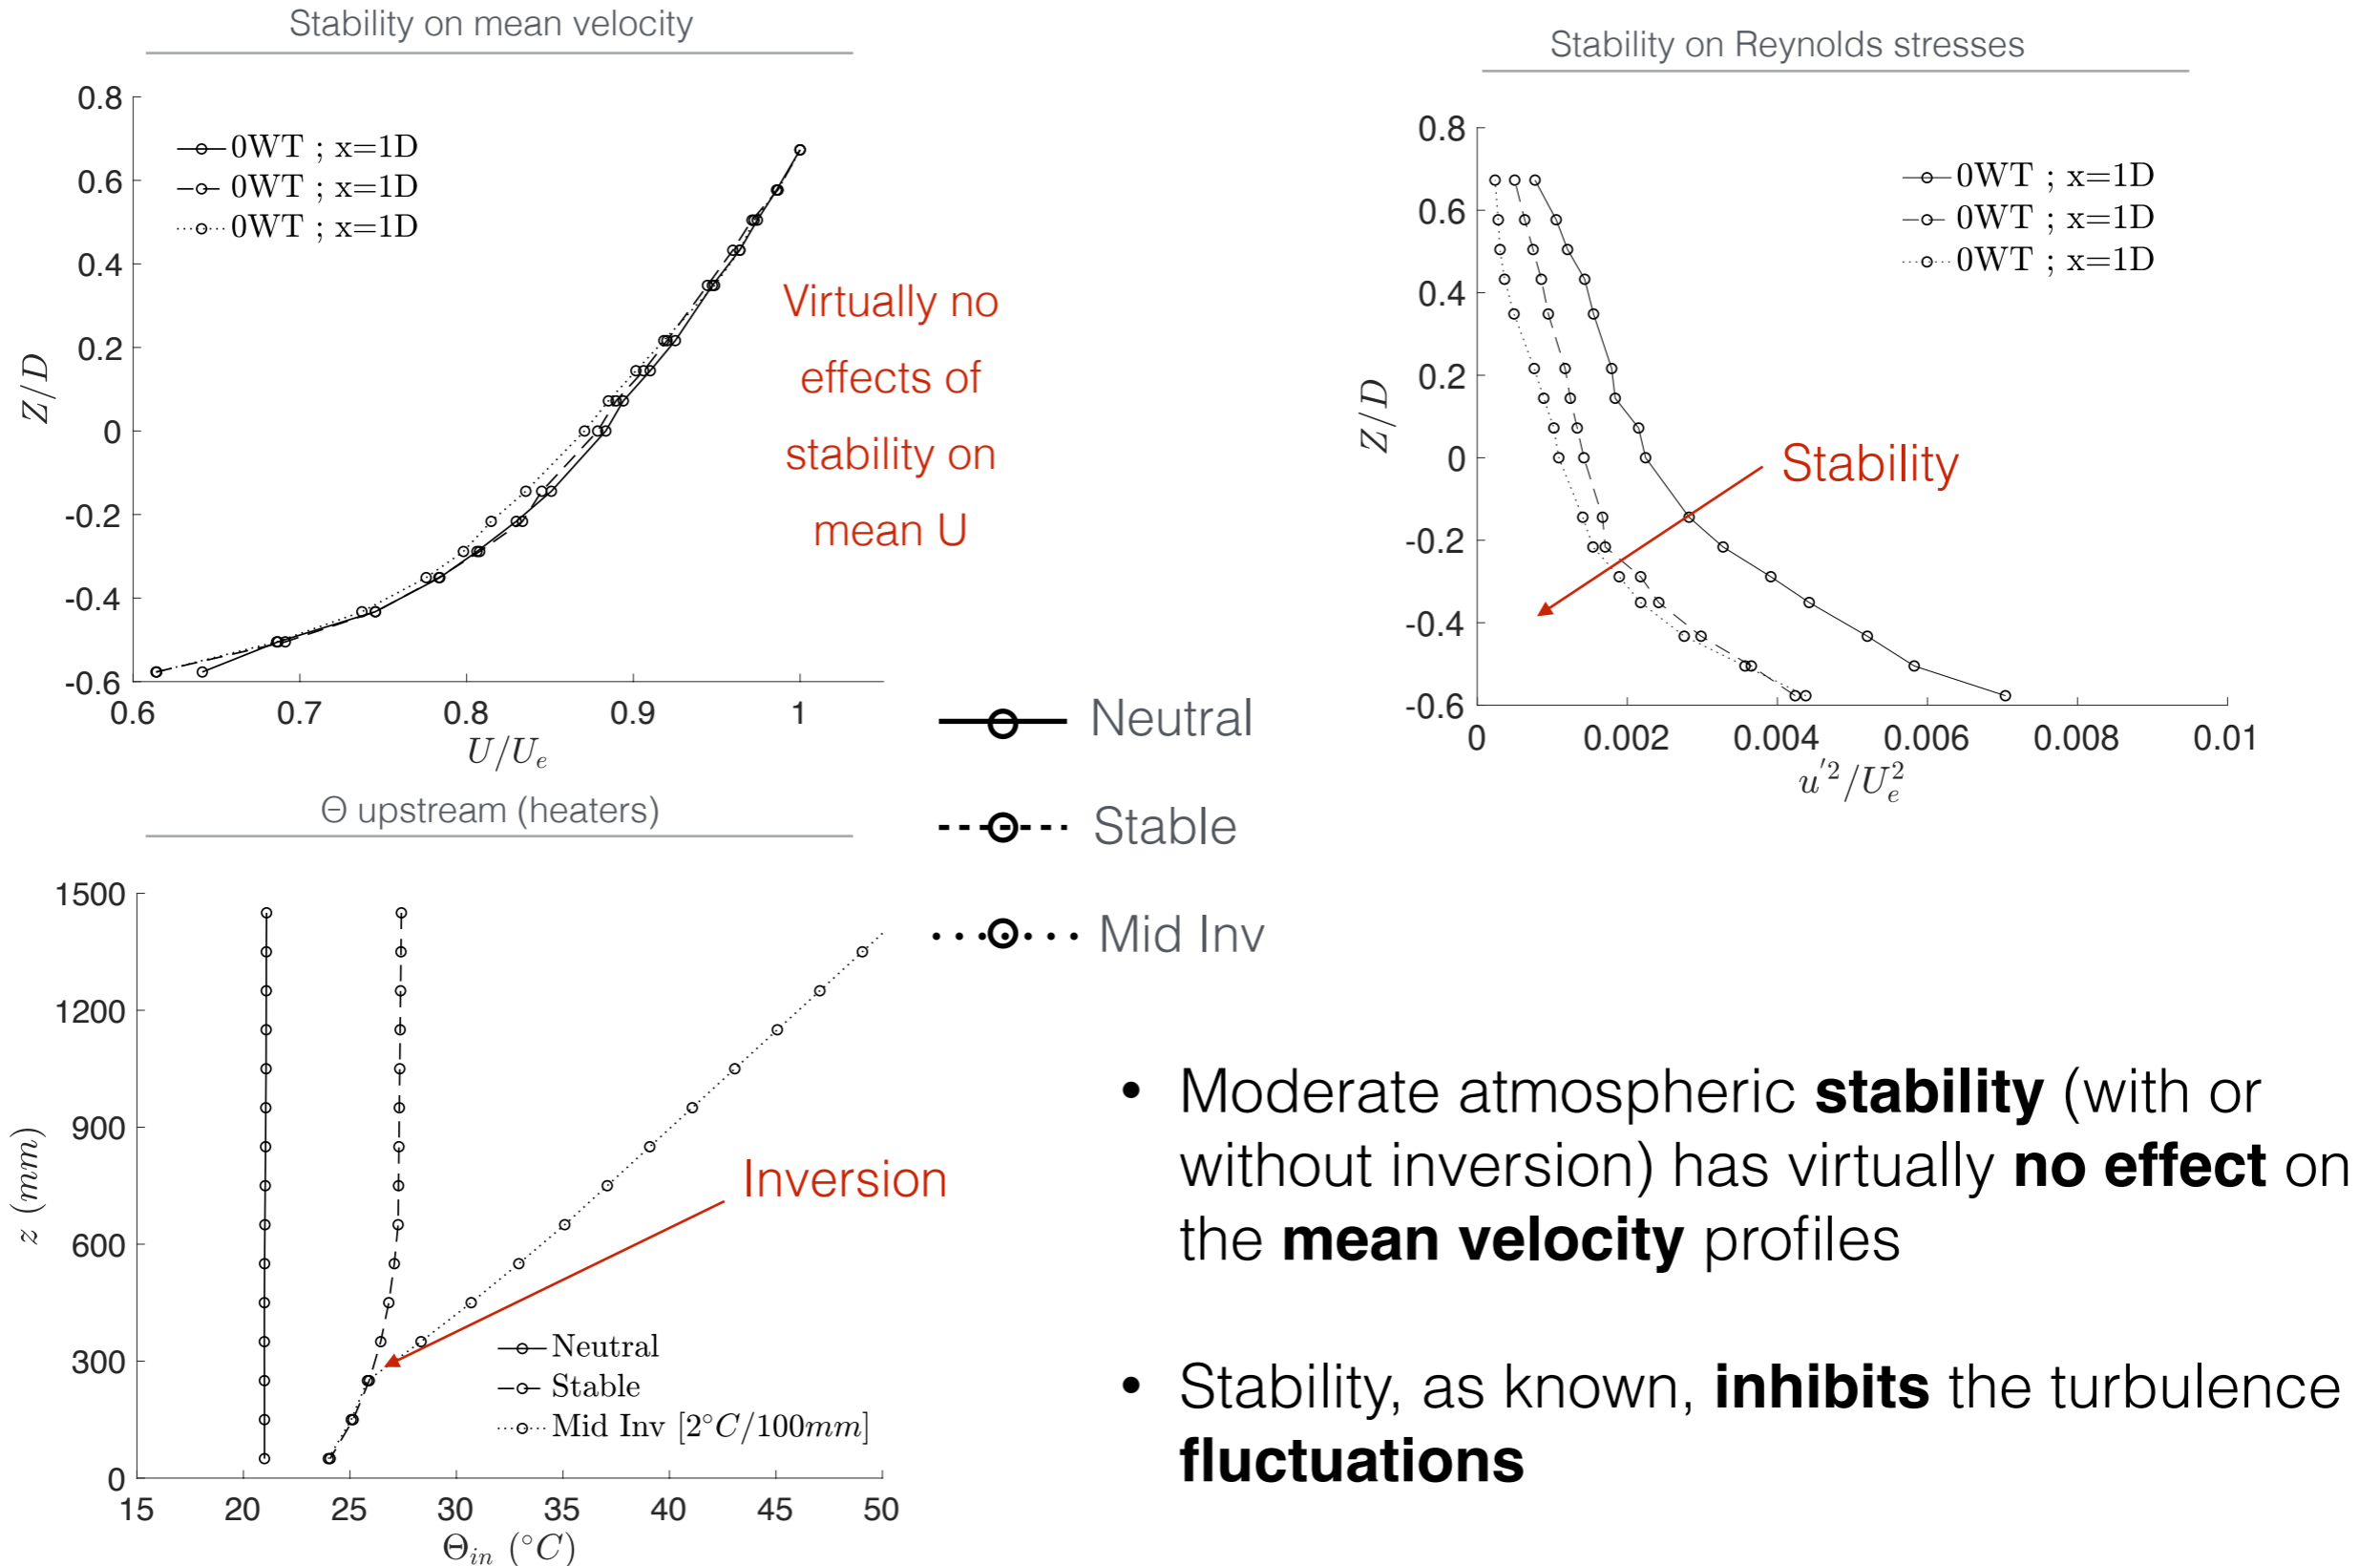 Stability on mean velocity
0.8
0.6
0.4
0.2
0
-0.2
-0.4
-0.6
Z/D
0WT ; x=1D
0WT ; x=1D
0WT ; x=1D
Virtually no
effects of
stability on
mean U
0.6 0.7 0.8 0.9 1
U/U_e
Stability on Reynolds stresses
0.8
0.6
0.4
0.2
0
-0.2
-0.4
-0.6
Z/D
0WT ; x=1D
0WT ; x=1D
0WT ; x=1D
Stability
0 0.002 0.004 0.006 0.008 0.01
u'^2/U_e^2
Neutral
Stable
Mid Inv
Θ upstream (heaters)
1500
1200
900
600
300
0
z (mm)
Inversion
Neutral
Stable
Mid Inv [2°C/100mm]
15 20 25 30 35 40 45 50
Θ_in (°C)
• Moderate atmospheric stability (with or
without inversion) has virtually no effect on
the mean velocity profiles
• Stability, as known, inhibits the turbulence
fluctuations